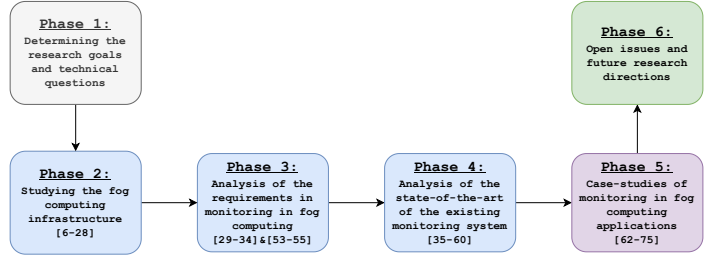 Phase 1:
Determining the
research goals
and technical
questions
Phase 2:
Studying the fog
computing
infrastructure
[6-28]
Phase 3:
Analysis of the
requirements in
monitoring in fog
computing
[29-34]&[53-55]
Phase 4:
Analysis of the
state-of-the-art
of the existing
monitoring system
[35-60]
Phase 5:
Case-studies of
monitoring in fog
computing
applications
[62-75]
Phase 6:
Open issues and
future research
directions